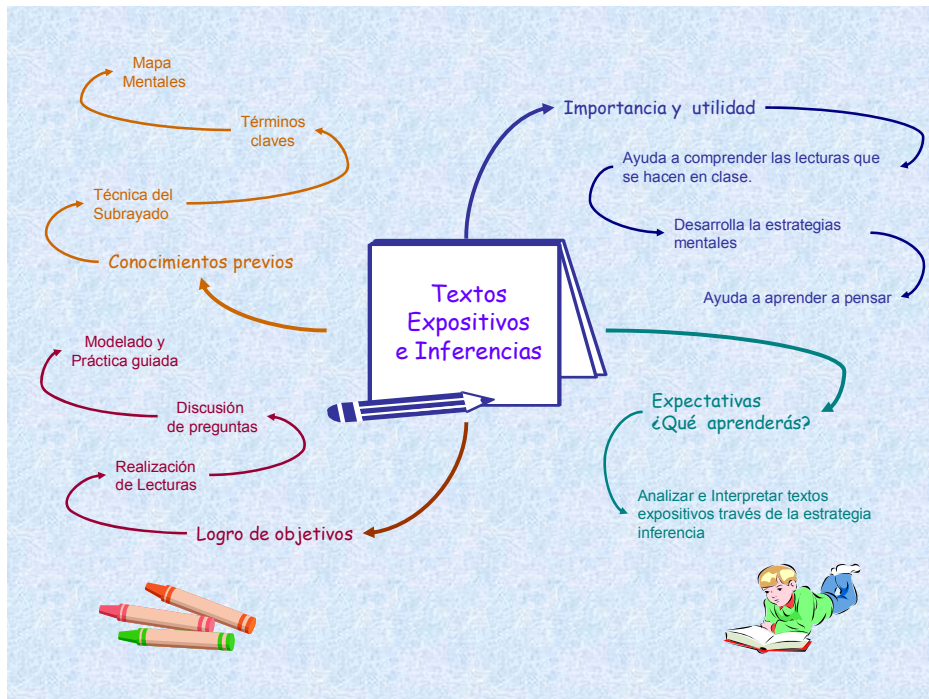 Textos
Expositivos
e Inferencias
Importancia y utilidad
Ayuda a comprender las lecturas que
se hacen en clase.
Desarrolla la estrategias
mentales
Ayuda a aprender a pensar
Expectativas
¿Qué aprenderás?
Analizar e Interpretar textos
expositivos través de la estrategia
inferencia
Logro de objetivos
Realización
de Lecturas
Discusión
de preguntas
Modelado y
Práctica guiada
Conocimientos previos
Técnica del
Subrayado
Términos
claves
Mapa
Mentales